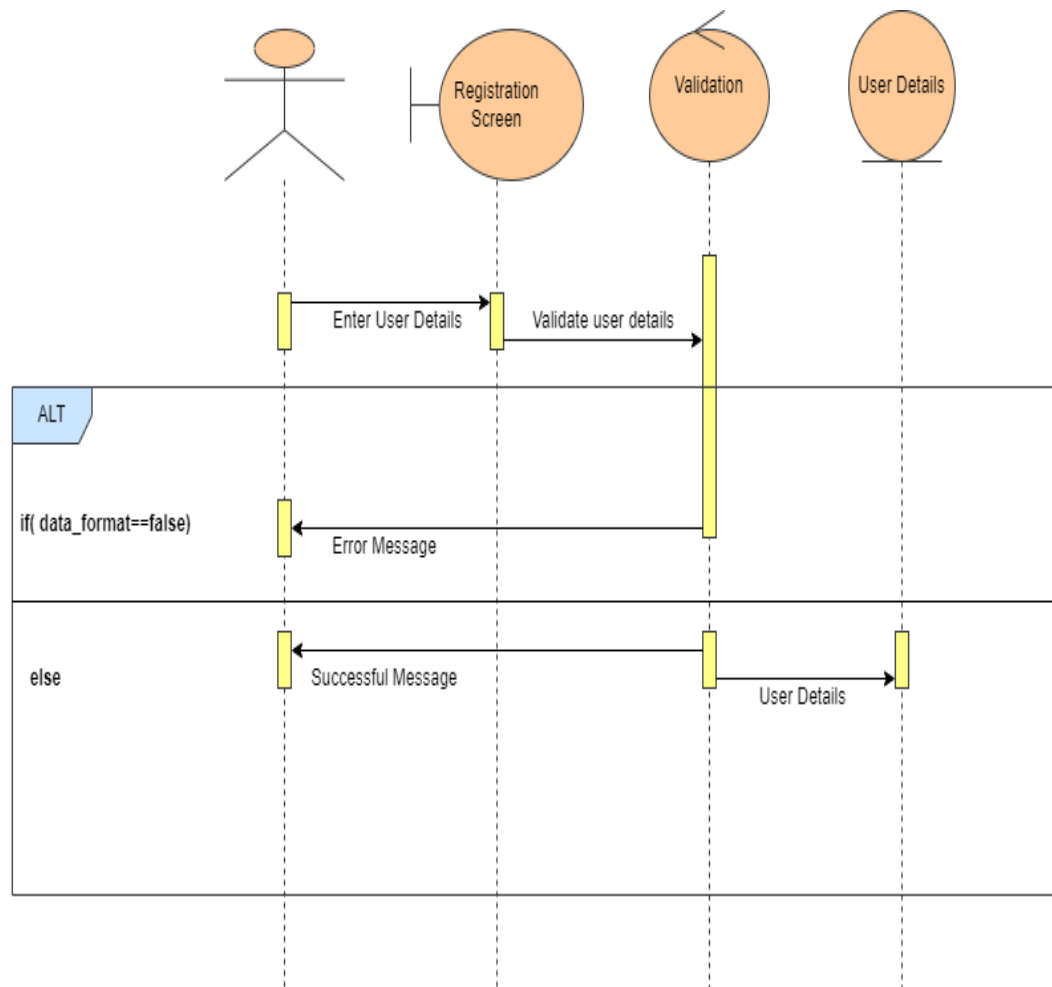 Registration
Screen
Validation
User Details
Enter User Details
Validate user details
ALT
if( data_format==false)
Error Message
else
Successful Message
User Details